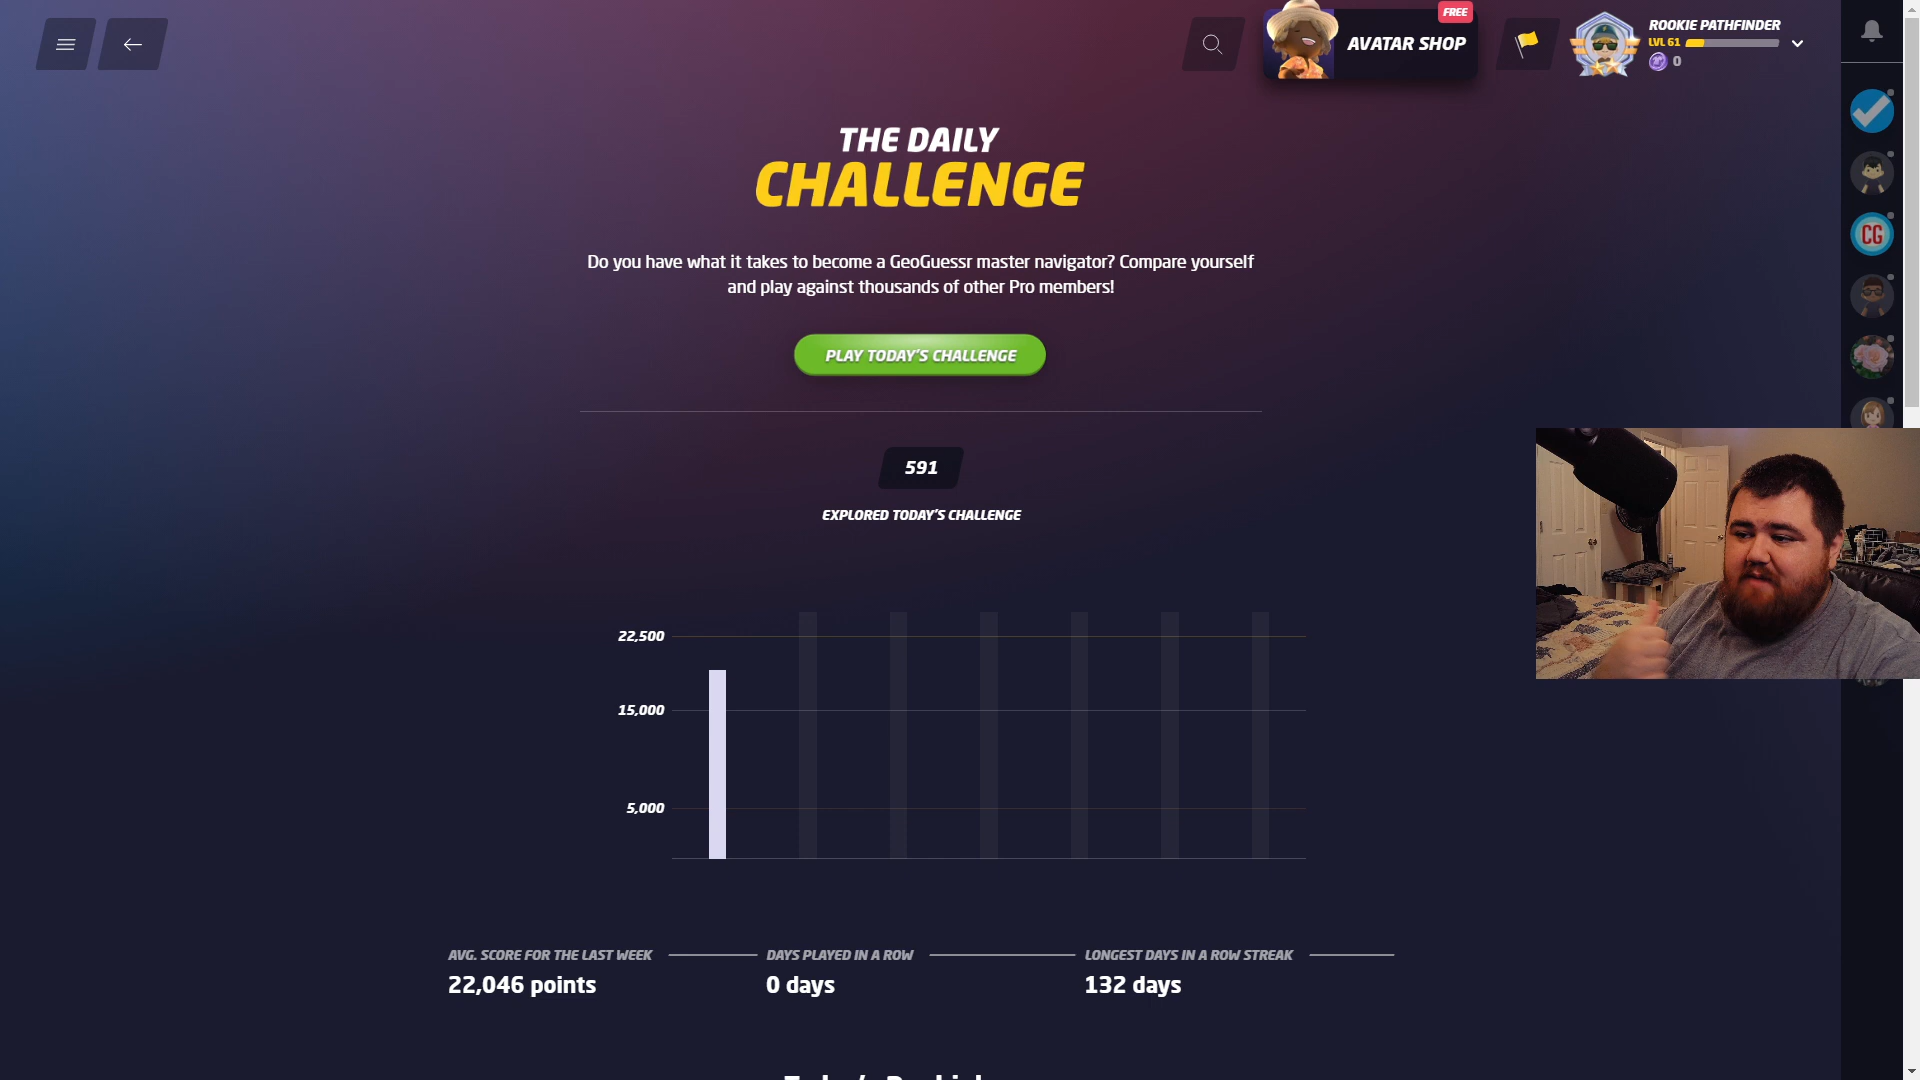 FREE
AVATAR SHOP
ROOKIE PATHFINDER
LVL 61
0
THE DAILY
CHALLENGE
Do you have what it takes to become a GeoGuessr master navigator? Compare yourself
and play against thousands of other Pro members!
PLAY TODAY'S CHALLENGE
CG
591
EXPLORED TODAY'S CHALLENGE
22,500
15,000
5,000
AVG. SCORE FOR THE LAST WEEK
22,046 points
DAYS PLAYED IN A ROW
0 days
LONGEST DAYS IN A ROW STREAK
132 days